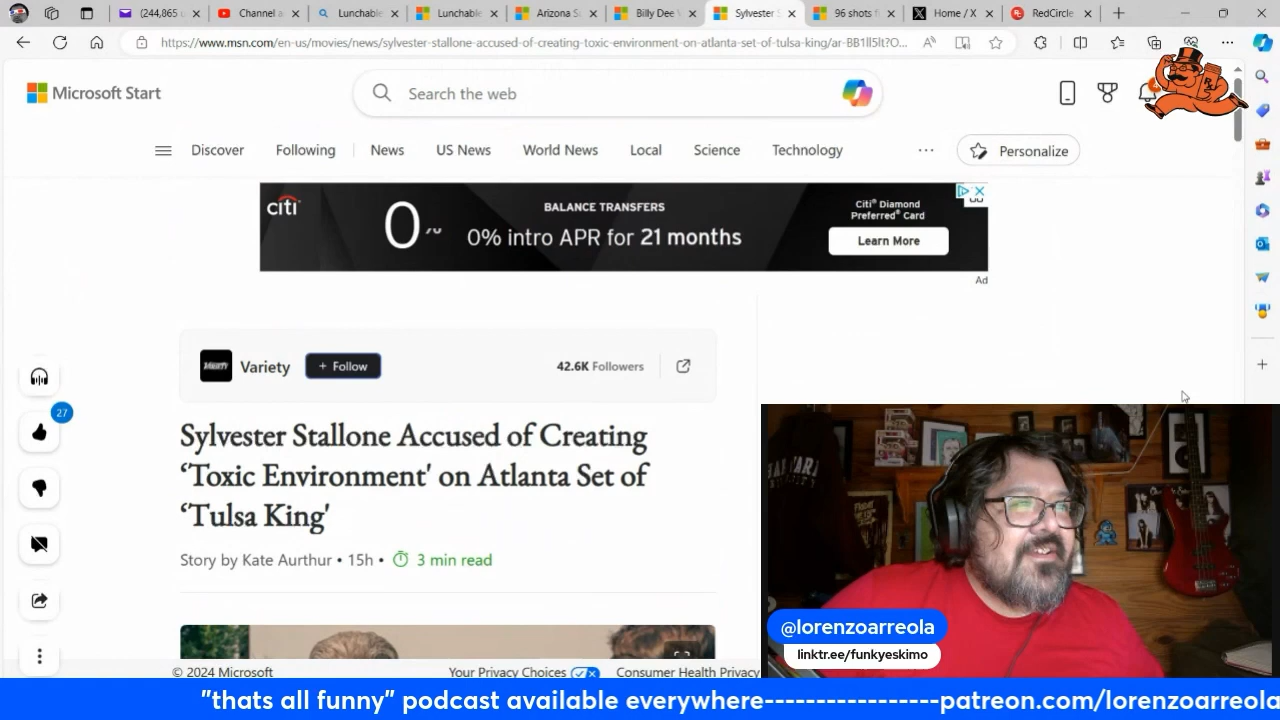 (244,865 u
Channel a
Lunchable
Lunchable
Arizona Su
Billy Dee W
Sylvester S
96 shots fi
Home / X
RedCircle
https://www.msn.com/en-us/movies/news/sylvester-stallone-accused-of-creating-toxic-environment-on-atlanta-set-of-tulsa-king/ar-BB1ll5lt?O...
Microsoft Start
Search the web
Discover
Following
News
US News
World News
Local
Science
Technology
Personalize
citi
BALANCE TRANSFERS
0% intro APR for 21 months
Citi® Diamond
Preferred® Card
Learn More
Ad
Variety
+ Follow
42.6K Followers
27
Sylvester Stallone Accused of Creating
‘Toxic Environment' on Atlanta Set of
‘Tulsa King'
Story by Kate Aurthur • 15h •
3 min read
@lorenzoarreola
linktr.ee/funkyeskimo
© 2024 Microsoft
Your Privacy Choices
Consumer Health Privacy
"thats all funny" podcast available everywhere-----------------patreon.com/lorenzoarreola